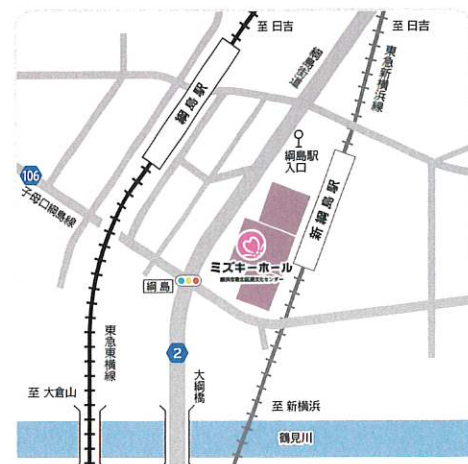 至 日吉
至 日吉
綱島街道
東急新横浜線
綱島駅
綱島駅
入口
新綱島駅
106
子母口綱島線
ミズキーホール
綱島
東急東横線
2
大綱橋
至 大倉山
至 新横浜
鶴見川